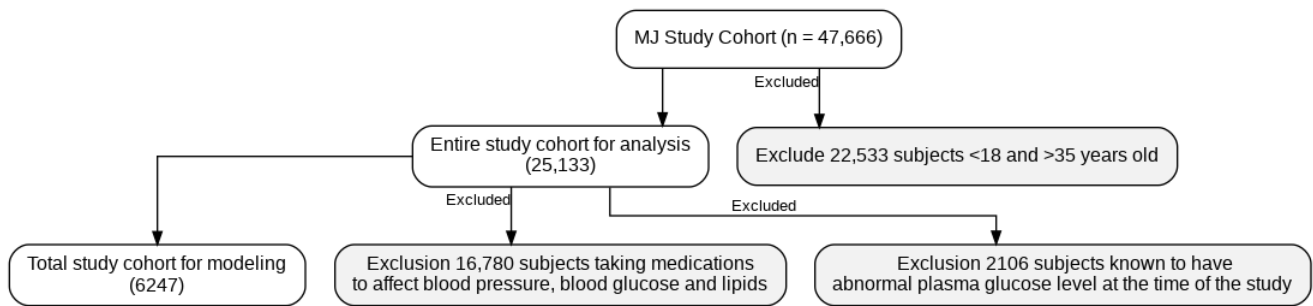 MJ Study Cohort (n = 47,666)
Excluded
Entire study cohort for analysis
(25,133)
Exclude 22,533 subjects <18 and >35 years old
Excluded
Excluded
Total study cohort for modeling
(6247)
Exclusion 16,780 subjects taking medications
to affect blood pressure, blood glucose and lipids
Exclusion 2106 subjects known to have
abnormal plasma glucose level at the time of the study